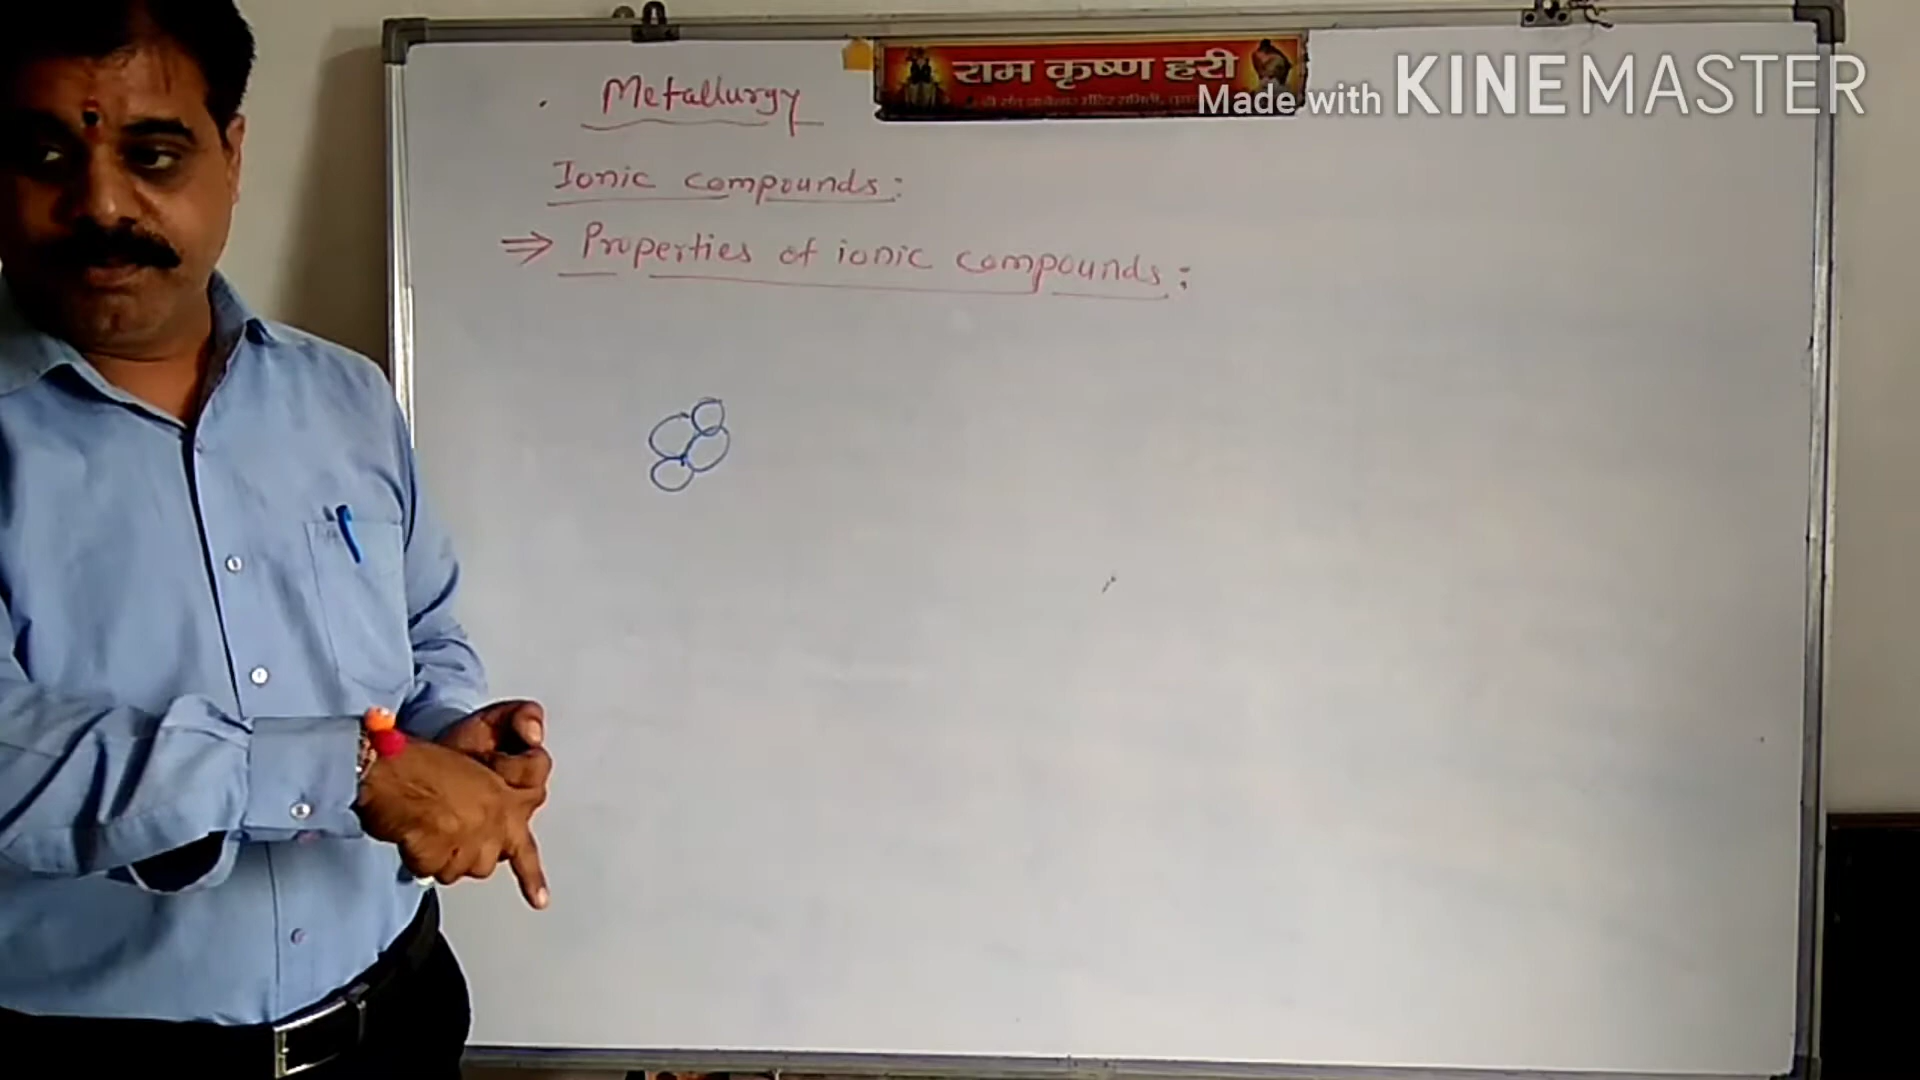 Metallurgy
राम कृष्ण हरी
Made with KINEMASTER
Ionic compounds:
⇒ Properties of ionic compounds: